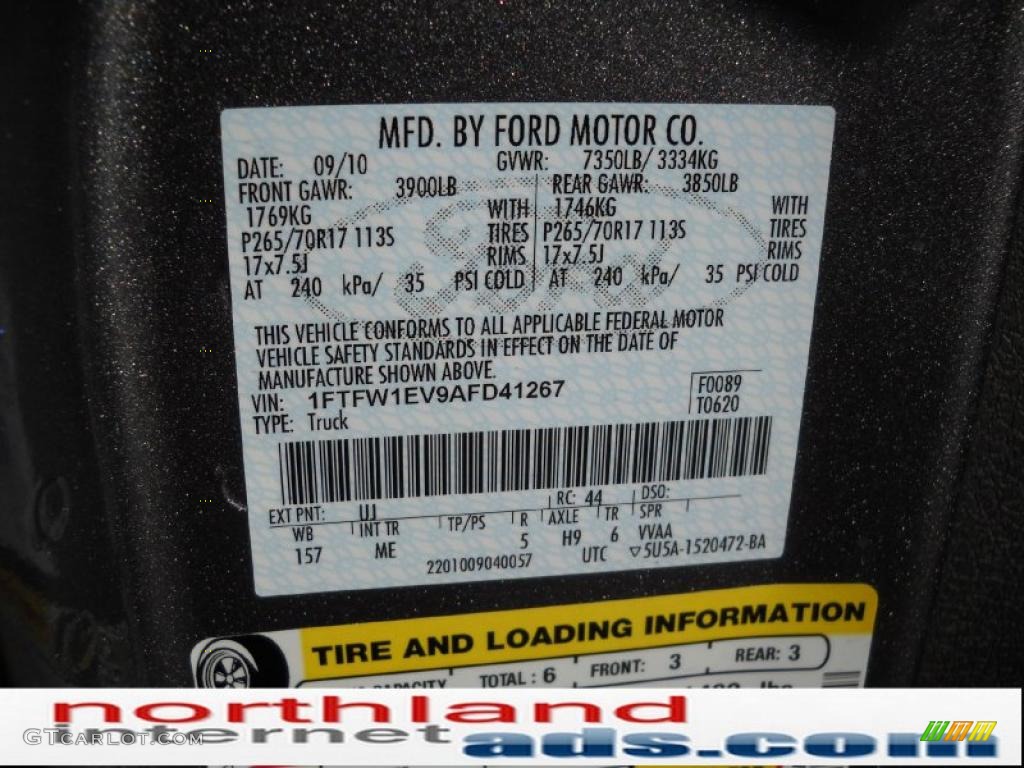 MFD. BY FORD MOTOR CO.
DATE: 09/10 GVWR: 7350LB/ 3334KG
FRONT GAWR: 3900LB REAR GAWR: 3850LB
1769KG WITH 1746KG WITH
P265/70R17 113S TIRES P265/70R17 113S TIRES
17x7.5J RIMS 17x7.5J RIMS
AT 240 kPa/ 35 PSI COLD AT 240 kPa/ 35 PSI COLD
THIS VEHICLE CONFORMS TO ALL APPLICABLE FEDERAL MOTOR
VEHICLE SAFETY STANDARDS IN EFFECT ON THE DATE OF
MANUFACTURE SHOWN ABOVE.
VIN: 1FTFW1EV9AFD41267 F0089
TYPE: Truck T0620
EXT PNT: UJ RC: 44 DSO:
WB INT TR TP/PS R AXLE TR SPR
157 ME 5 H9 6 VVAA
2201009040057 UTC ▽5U5A-1520472-BA
TIRE AND LOADING INFORMATION
CAPACITY TOTAL : 6 FRONT: 3 REAR: 3
lbs
northland
internet ads.com
GTCARLOT.COM